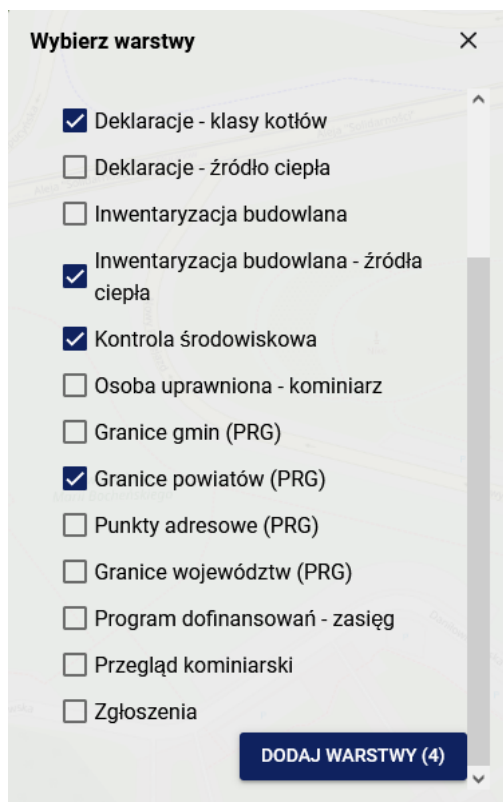 Wybierz warstwy
Deklaracje - klasy kotłów
Deklaracje - źródło ciepła
Inwentaryzacja budowlana
Inwentaryzacja budowlana - źródła
ciepła
Kontrola środowiskowa
Osoba uprawniona - kominiarz
Granice gmin (PRG)
Granice powiatów (PRG)
Punkty adresowe (PRG)
Granice województw (PRG)
Program dofinansowań - zasięg
Przegląd kominiarski
Zgłoszenia
DODAJ WARSTWY (4)